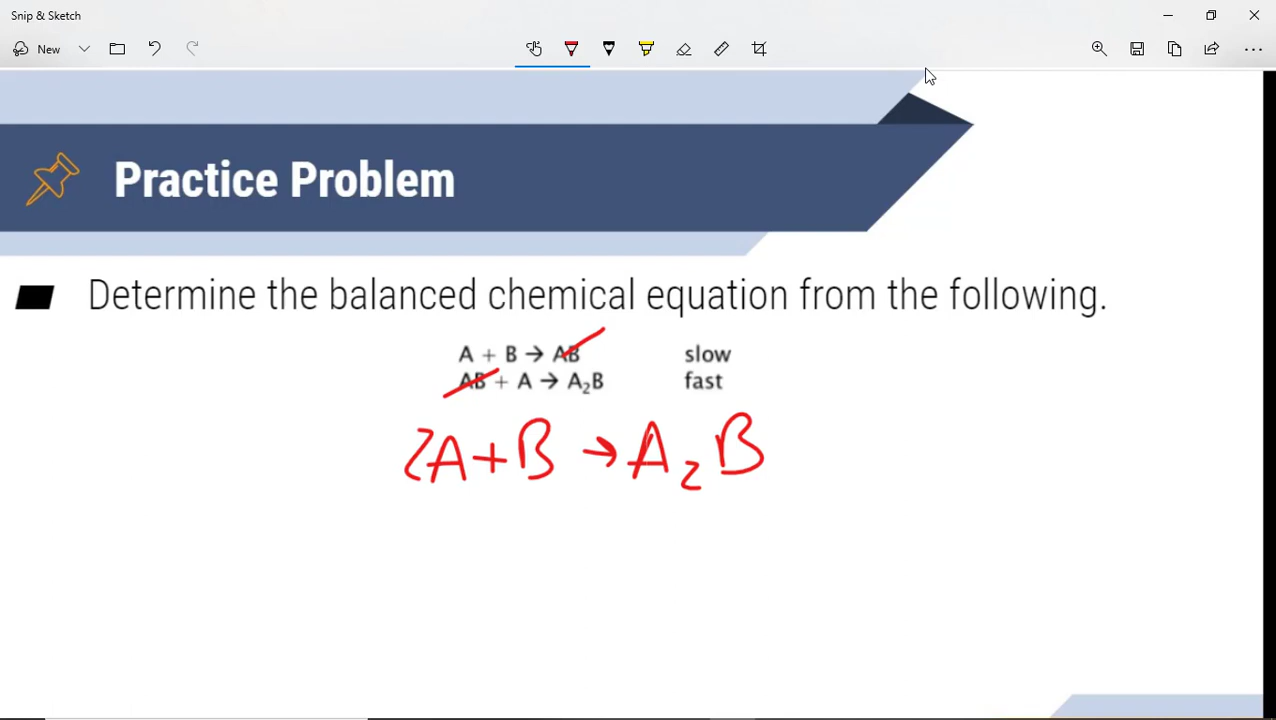 Snip & Sketch
New
Practice Problem
Determine the balanced chemical equation from the following.
A + B → AB slow
AB + A → A₂B fast
2A + B → A₂B